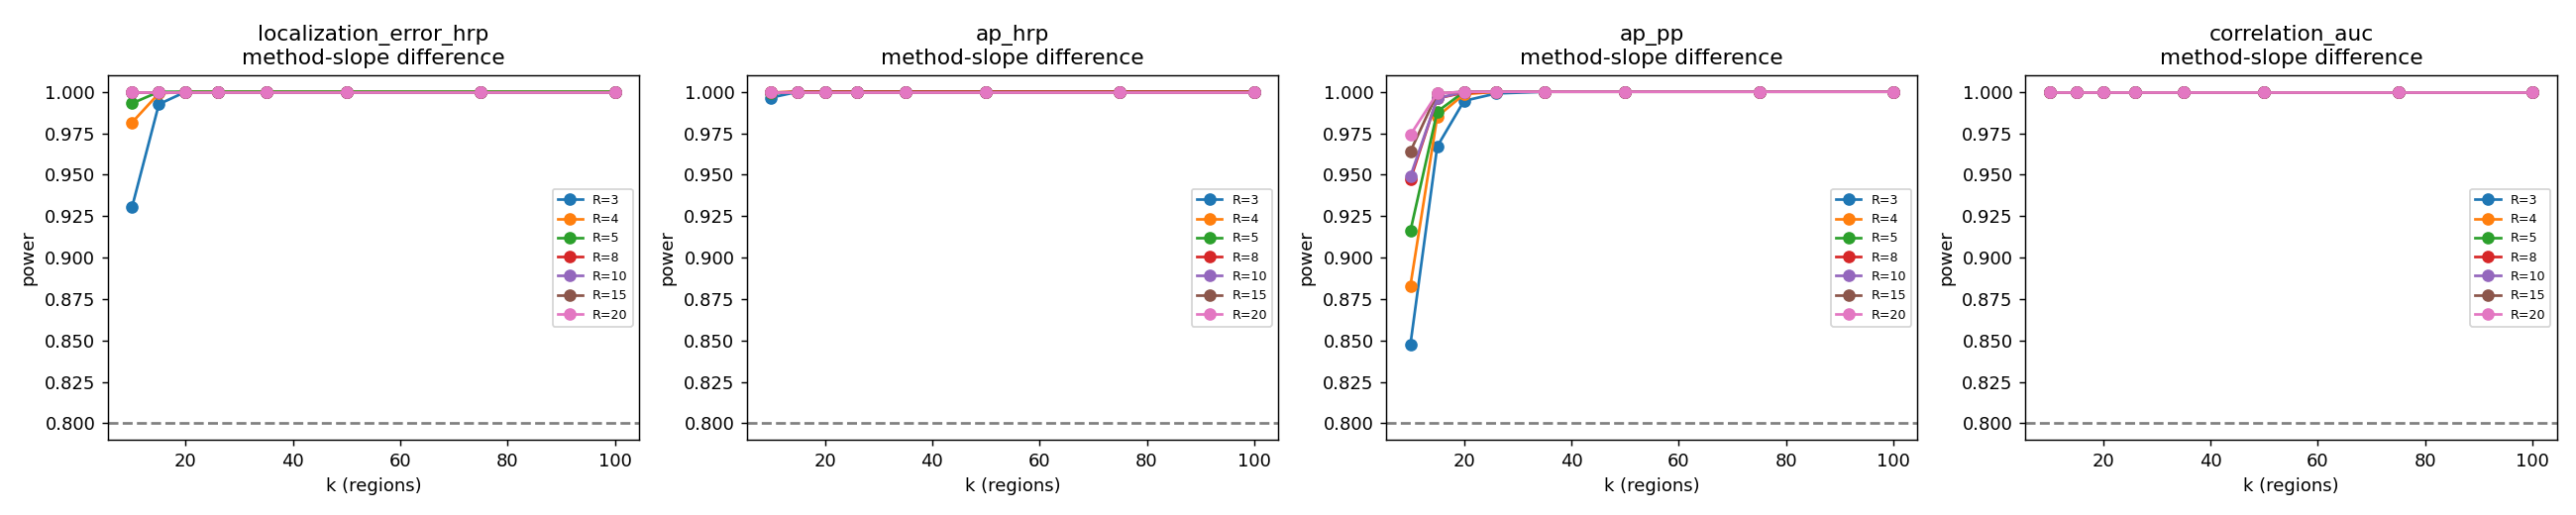 localization_error_hrp
method-slope difference
1.000
0.975
0.950
0.925
0.900
0.875
0.850
0.825
0.800
power
R=3
R=4
R=5
R=8
R=10
R=15
R=20
20 40 60 80 100
k (regions)
ap_hrp
method-slope difference
1.000
0.975
0.950
0.925
0.900
0.875
0.850
0.825
0.800
power
R=3
R=4
R=5
R=8
R=10
R=15
R=20
20 40 60 80 100
k (regions)
ap_pp
method-slope difference
1.000
0.975
0.950
0.925
0.900
0.875
0.850
0.825
0.800
power
R=3
R=4
R=5
R=8
R=10
R=15
R=20
20 40 60 80 100
k (regions)
correlation_auc
method-slope difference
1.000
0.975
0.950
0.925
0.900
0.875
0.850
0.825
0.800
power
R=3
R=4
R=5
R=8
R=10
R=15
R=20
20 40 60 80 100
k (regions)